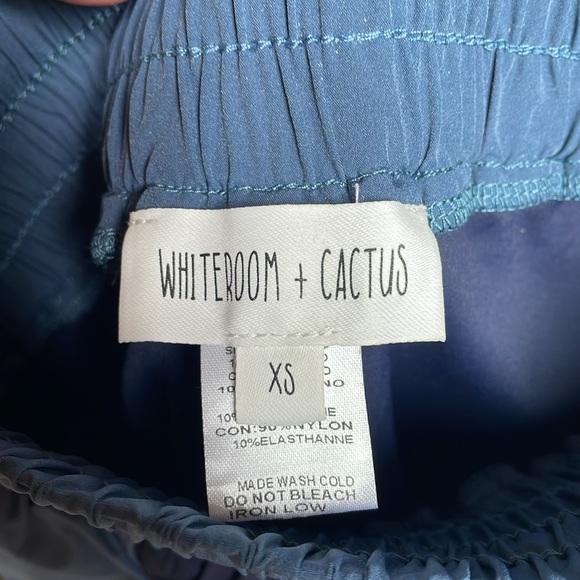 WHITEROOM + CACTUS
XS
CON:90%NYLON
10%ELASTHANNE
MADE WASH COLD
DO NOT BLEACH
IRON LOW